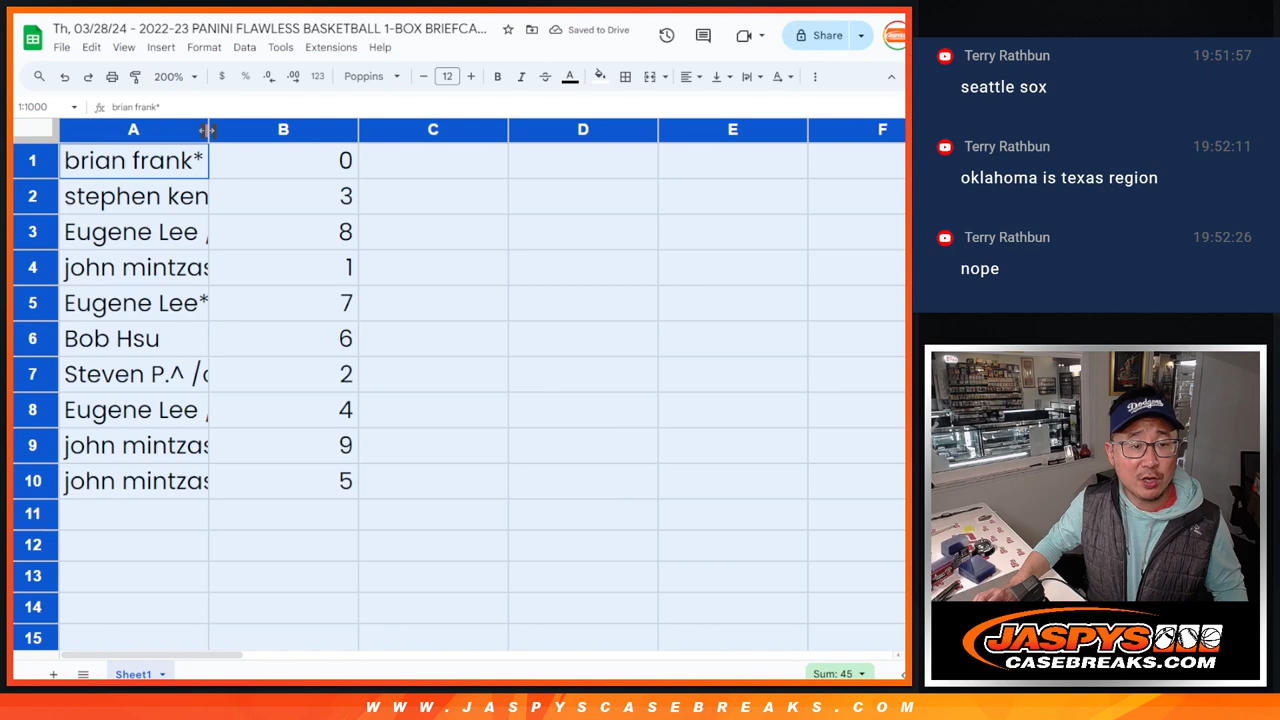 Th, 03/28/24 - 2022-23 PANINI FLAWLESS BASKETBALL 1-BOX BRIEFCA...
Saved to Drive
Share
File Edit View Insert Format Data Tools Extensions Help
200% $ % .0 .00 123 Poppins 12 B I S A
1:1000 fx brian frank*
A B C D E F
1 brian frank* 0
2 stephen ken 3
3 Eugene Lee / 8
4 john mintzas 1
5 Eugene Lee* 7
6 Bob Hsu 6
7 Steven P.^ /c 2
8 Eugene Lee / 4
9 john mintzas 9
10 john mintzas 5
11
12
13
14
15
Sheet1
Sum: 45
Terry Rathbun 19:51:57
seattle sox
Terry Rathbun 19:52:11
oklahoma is texas region
Terry Rathbun 19:52:26
nope
Dodgers
JASPYS
CASEBREAKS.COM
WWW.JASPYSCASEBREAKS.COM